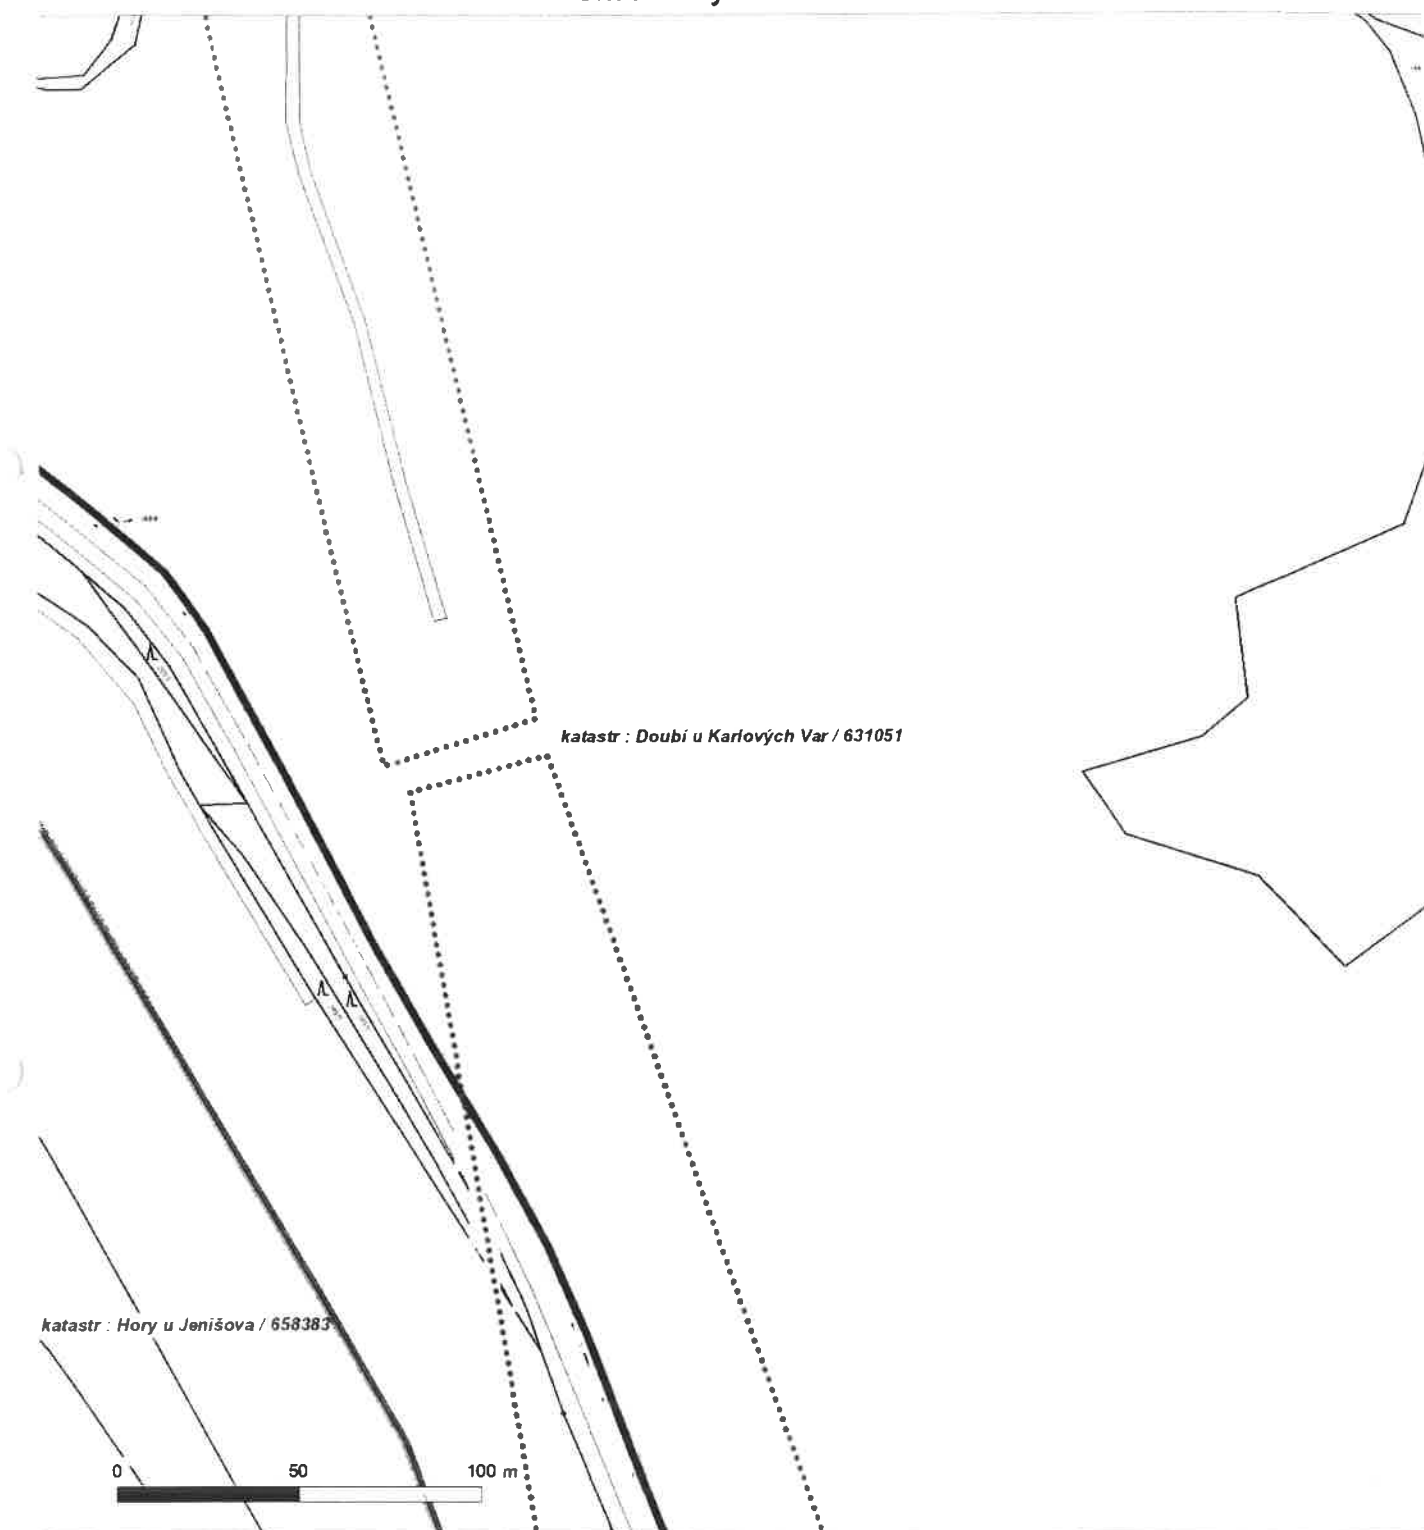 katastr : Doubí u Karlových Var / 631051
katastr : Hory u Jenišova / 658383
0 50 100 m